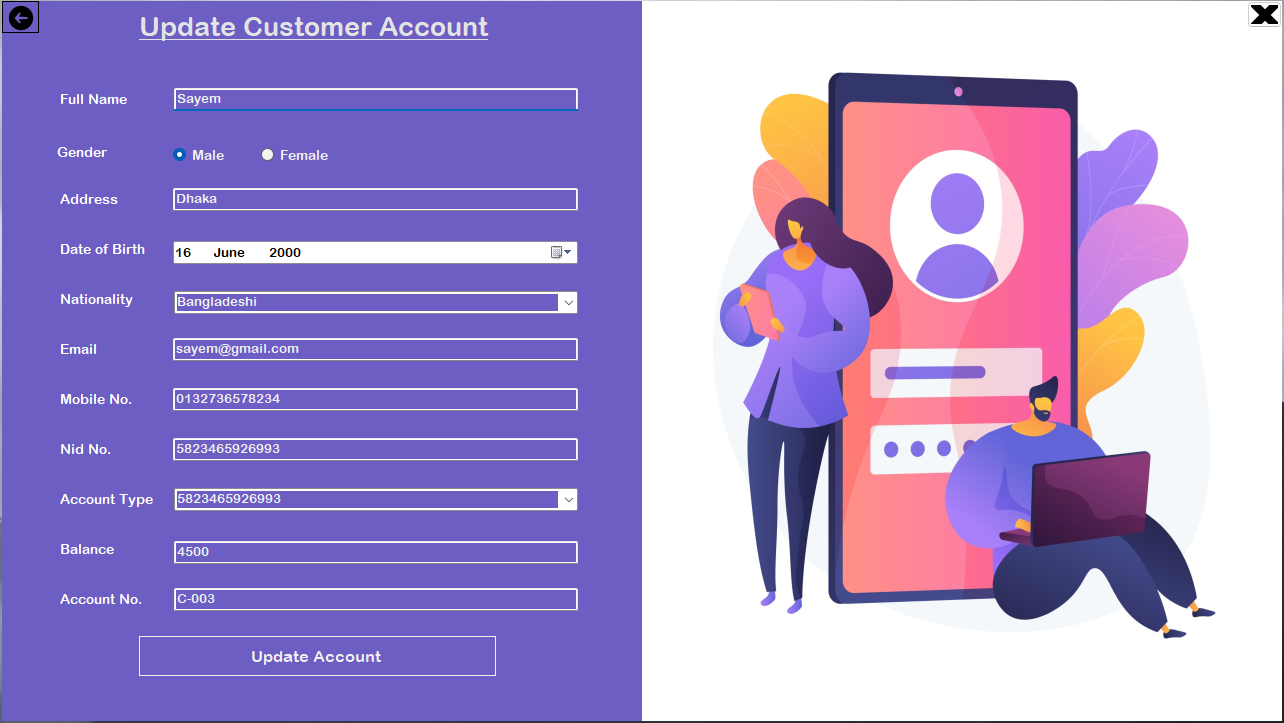 Update Customer Account
Full Name Sayem
Gender Male Female
Address Dhaka
Date of Birth 16 June 2000
Nationality Bangladeshi
Email sayem@gmail.com
Mobile No. 0132736578234
Nid No. 5823465926993
Account Type 5823465926993
Balance 4500
Account No. C-003
Update Account